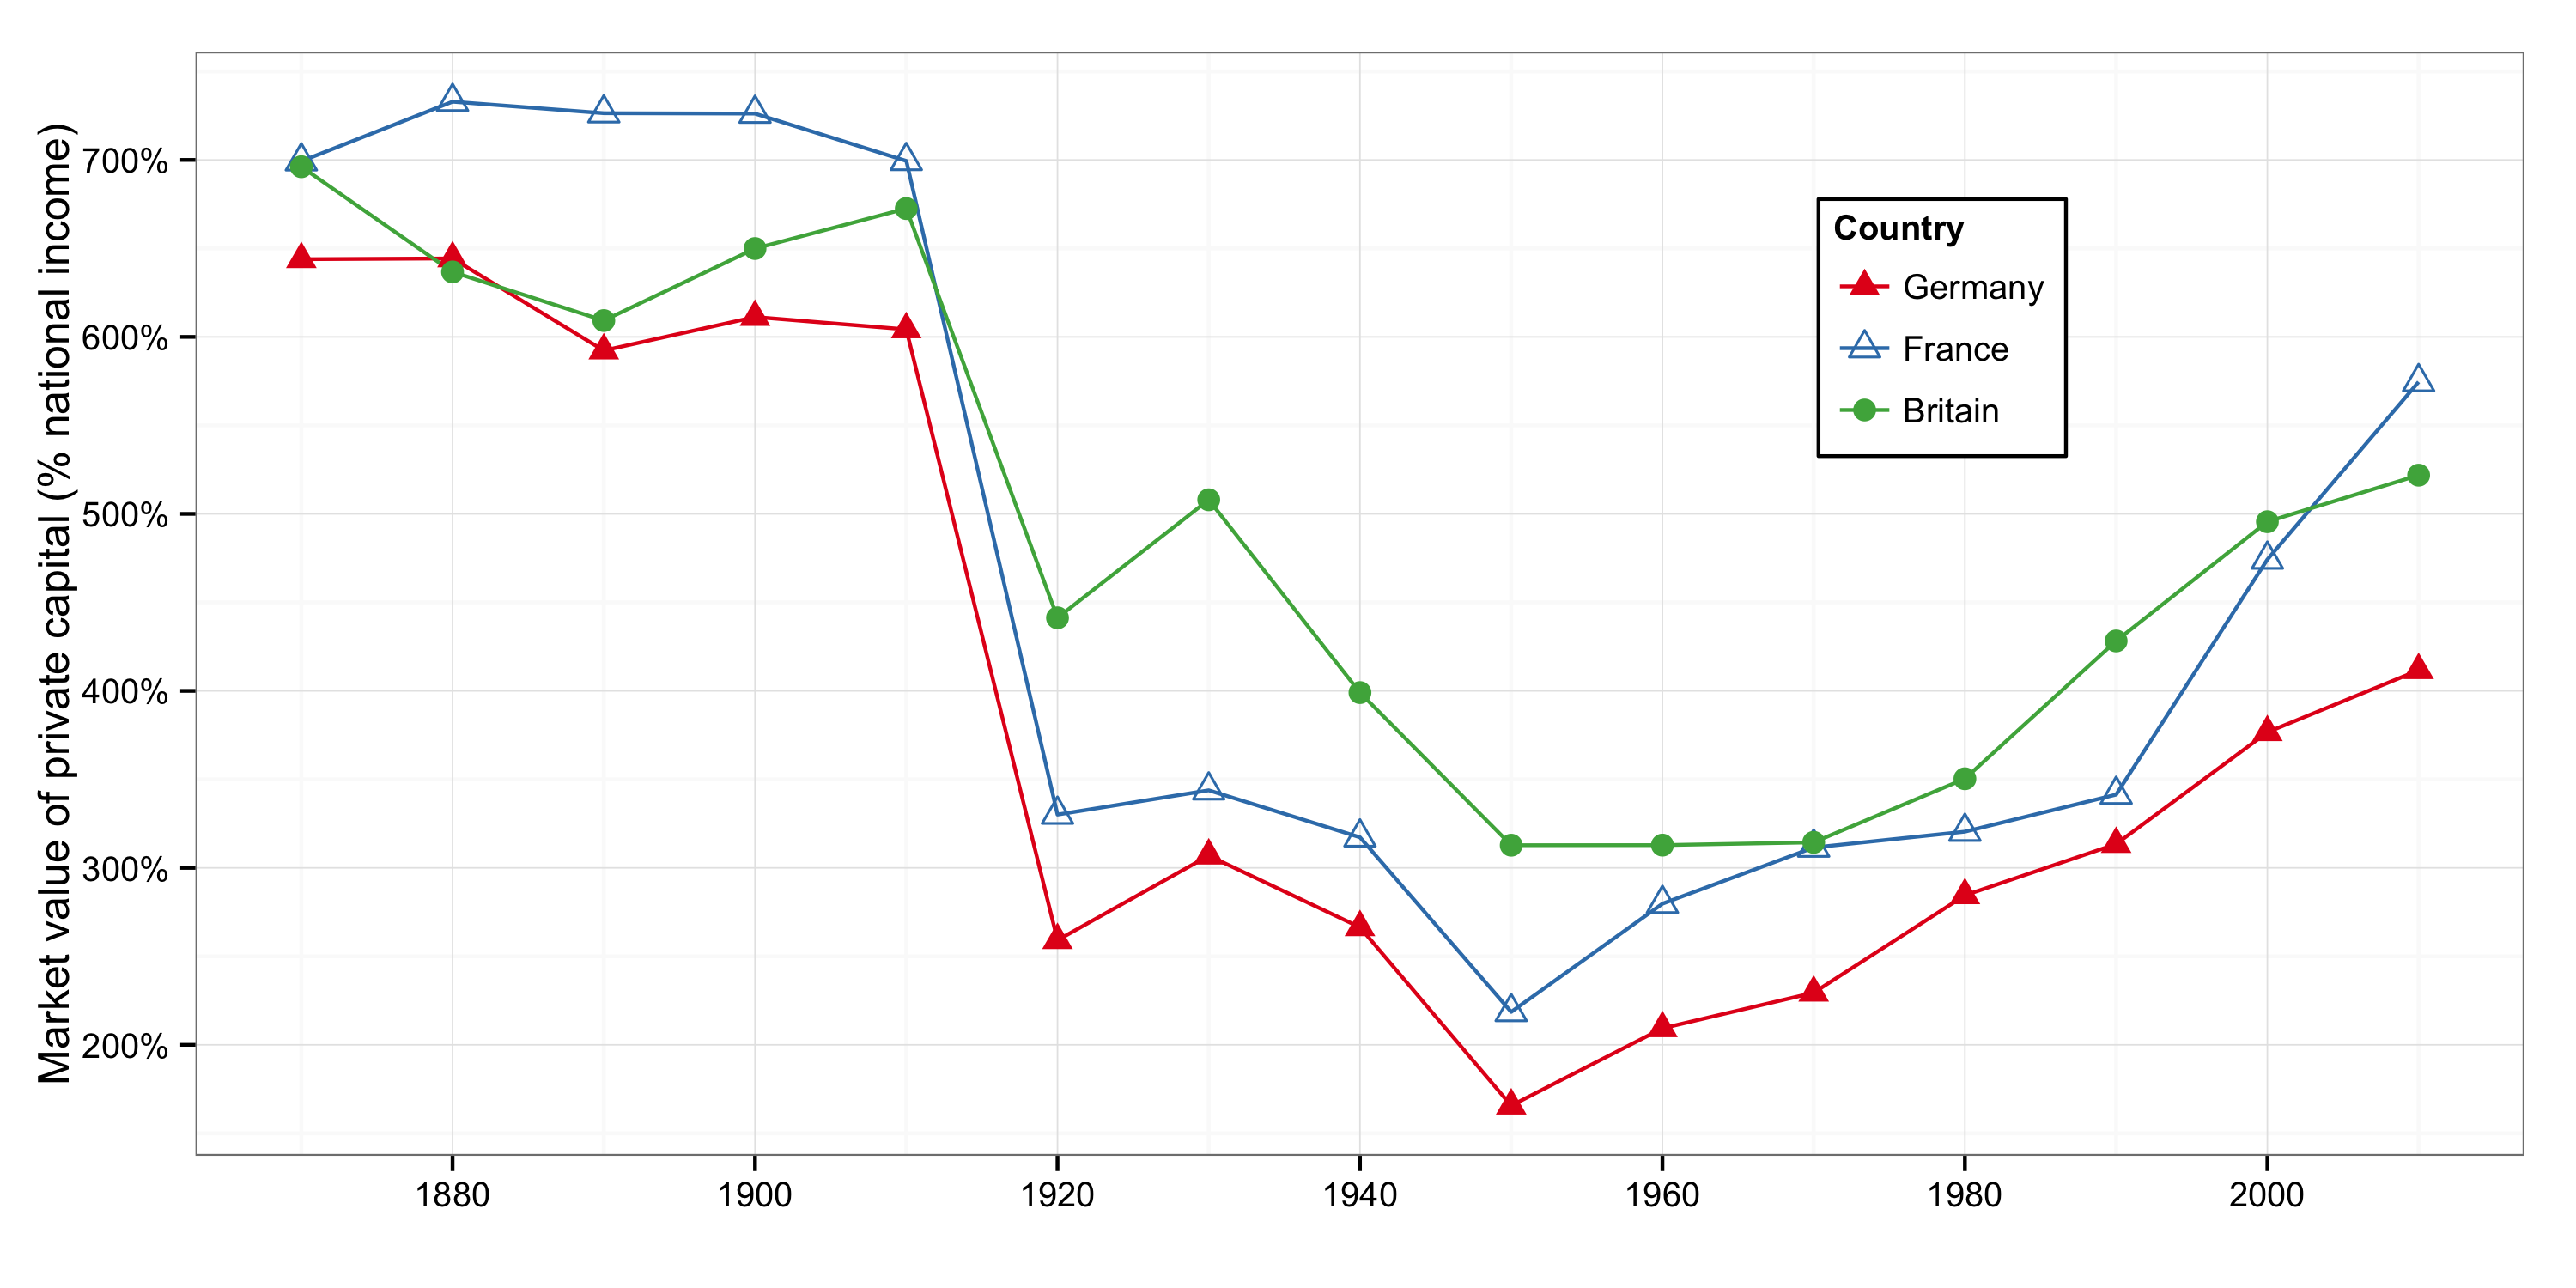 Market value of private capital (% national income)
700%
600%
500%
400%
300%
200%
Country
Germany
France
Britain
1880 1900 1920 1940 1960 1980 2000